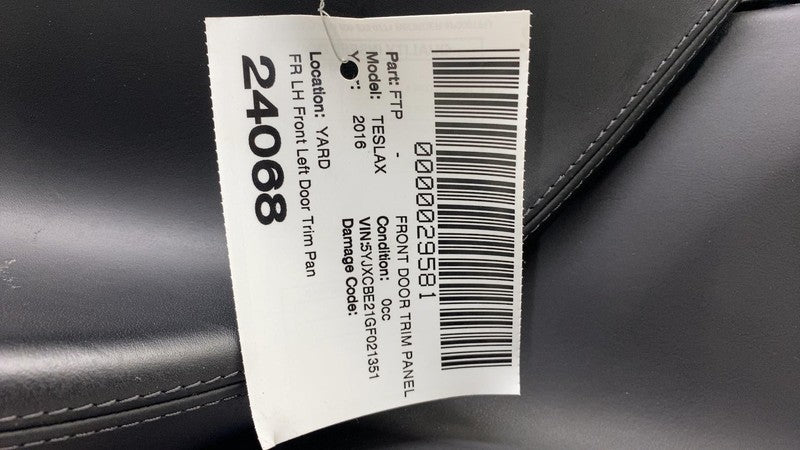 0000029581
Part: FTP - FRONT DOOR TRIM PANEL
Model: TESLAX Condition: 0cc
2016 VIN:5YJXCBE21GF021351
Damage Code:
Location: YARD
FR LH Front Left Door Trim Pan
24068